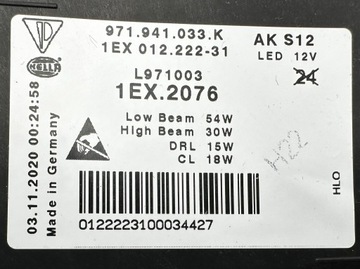 971.941.033.K
1EX 012.222-31
AK S12
LED 12V
24
HELLA
L971003
1EX.2076
Low Beam 54W
High Beam 30W
DRL 15W
CL 18W
03.11.2020 00:24:58
Made in Germany
H22
HLO
0122223100034427